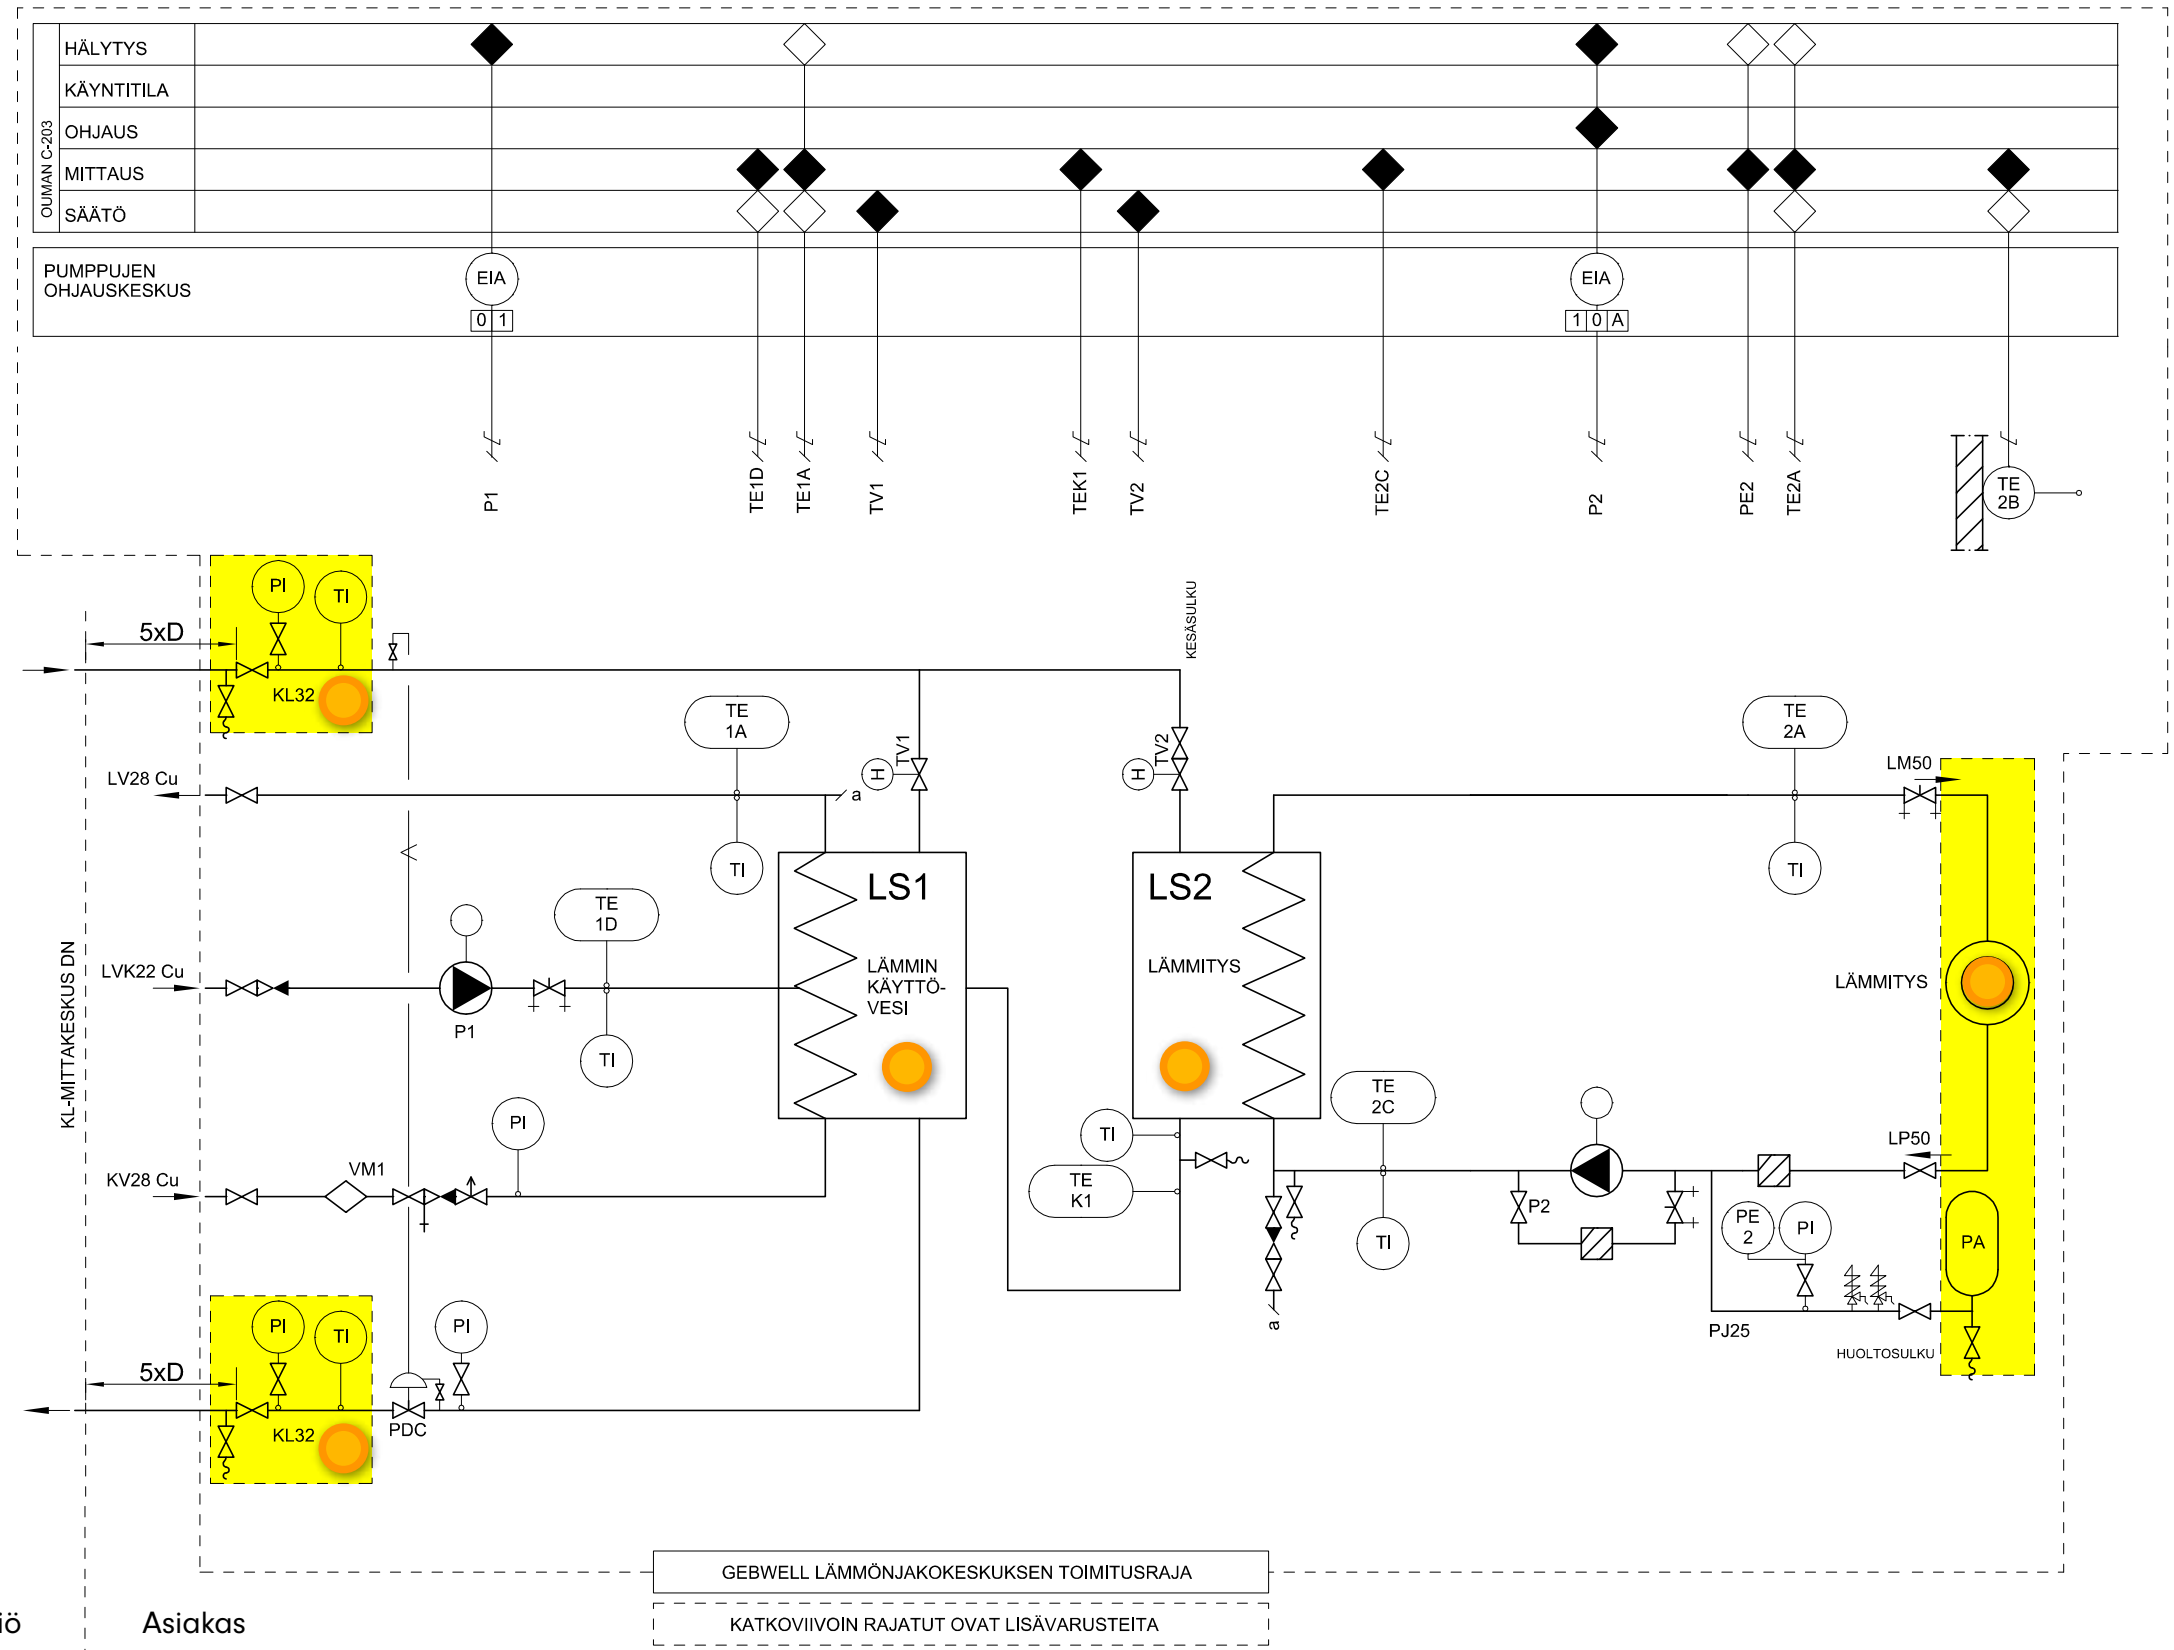 HÄLYTYS
KÄYNTITILA
OHJAUS
MITTAUS
SÄÄTÖ
OUMAN C-203
PUMPPUJEN
OHJAUSKESKUS
EIA
0 1
EIA
1 0 A
P1
TE1D
TE1A
TV1
TEK1
TV2
TE2C
P2
PE2
TE2A
TE
2B
PI
TI
5xD
KL32
KESÄSULKU
TE
1A
TV1
H
TV2
H
TE
2A
LM50
LV28 Cu
a
TI
TI
LS1
LÄMMIN
KÄYTTÖ-
VESI
LS2
LÄMMITYS
TE
1D
LVK22 Cu
P1
TI
KL-MITTAKESKUS DN
LÄMMITYS
TE
2C
PI
TI
TE
K1
LP50
VM1
KV28 Cu
P2
PE
2
PI
PA
TI
a
PJ25
HUOLTOSULKU
PI
TI
PI
5xD
KL32
PDC
GEBWELL LÄMMÖNJAKOKESKUKSEN TOIMITUSRAJA
KATKOVIIVOIN RAJATUT OVAT LISÄVARUSTEITA
iö
Asiakas